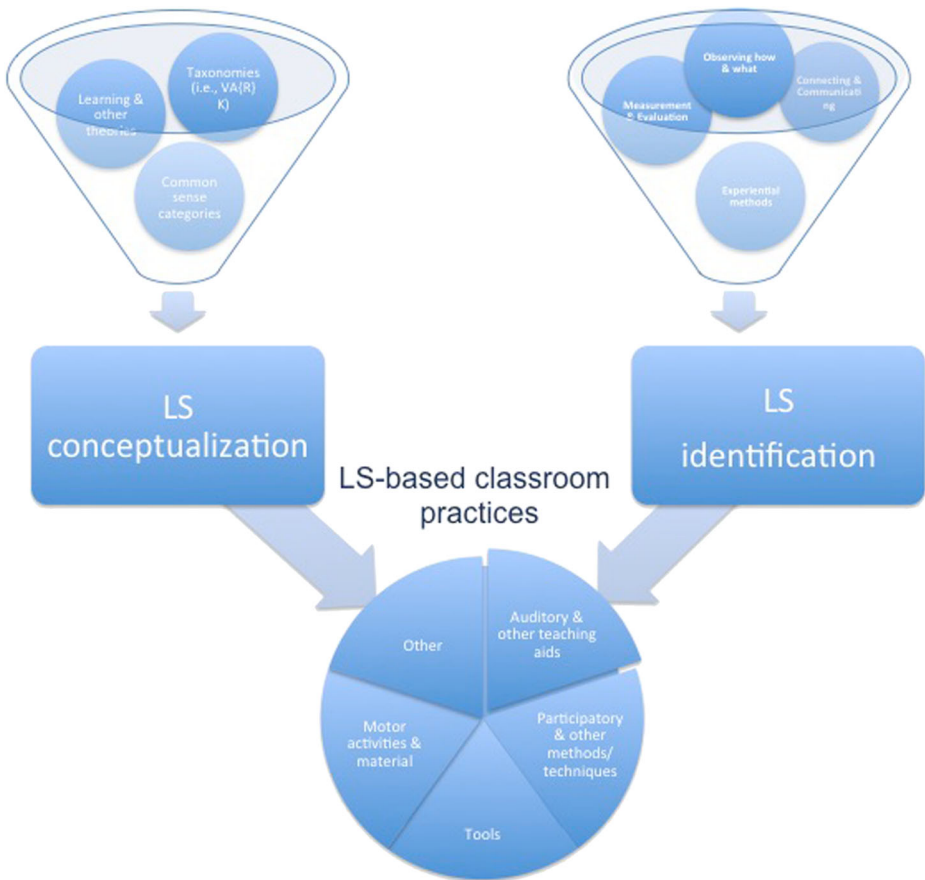 Learning &
other
theories
Taxonomies
(i.e., VA(R)
K)
Common
sense
categories
Observing how
& what
Measurement
& Evaluation
Connecting &
Communicati
ng
Experiential
methods
LS
conceptualization
LS
identification
LS-based classroom
practices
Other
Auditory &
other teaching
aids
Motor
activities &
material
Participatory
& other
methods/
techniques
Tools